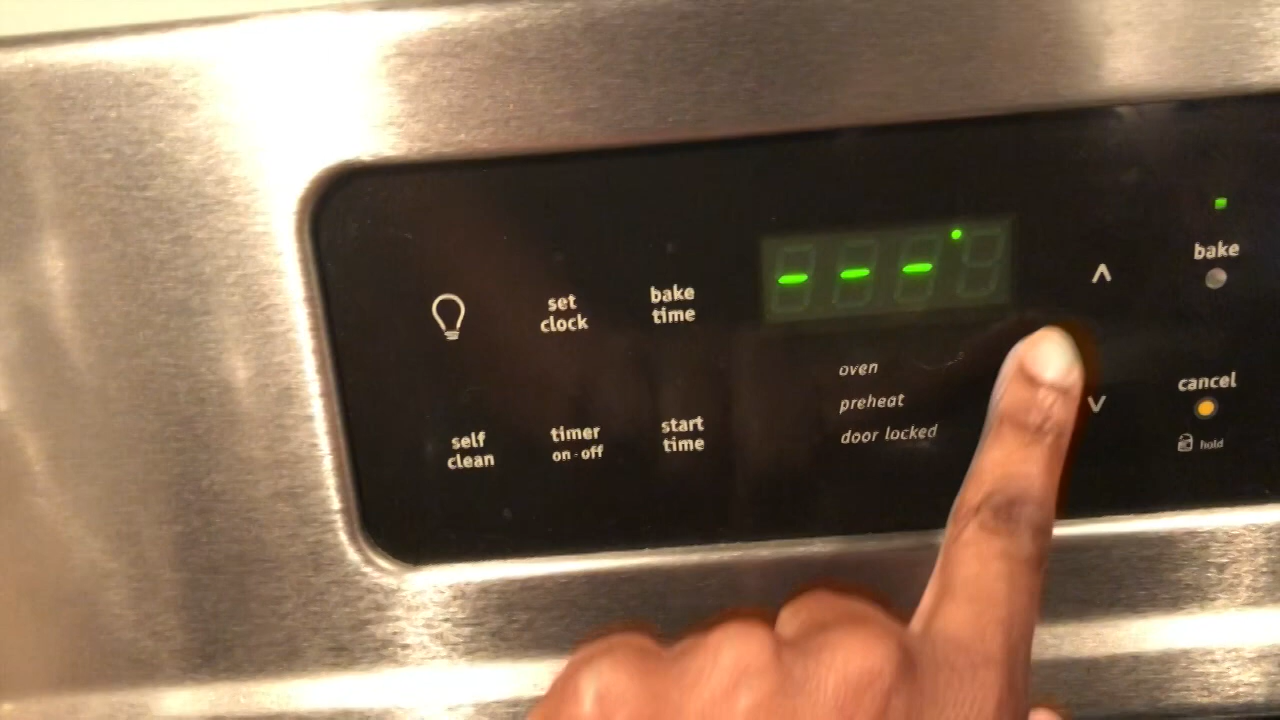 set
clock
bake
time
- - - °
bake
oven
preheat
door locked
cancel
hold
self
clean
timer
on-off
start
time